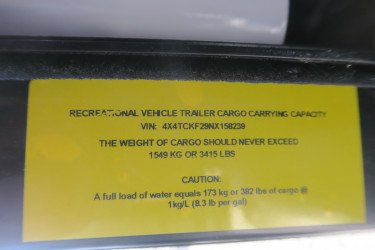 RECREATIONAL VEHICLE TRAILER CARGO CARRYING CAPACITY
VIN: 4X4TCKF29NX158239
THE WEIGHT OF CARGO SHOULD NEVER EXCEED
1549 KG OR 3415 LBS
CAUTION:
A full load of water equals 173 kg or 382 lbs of cargo @
1kg/L (8.3 lb per gal)